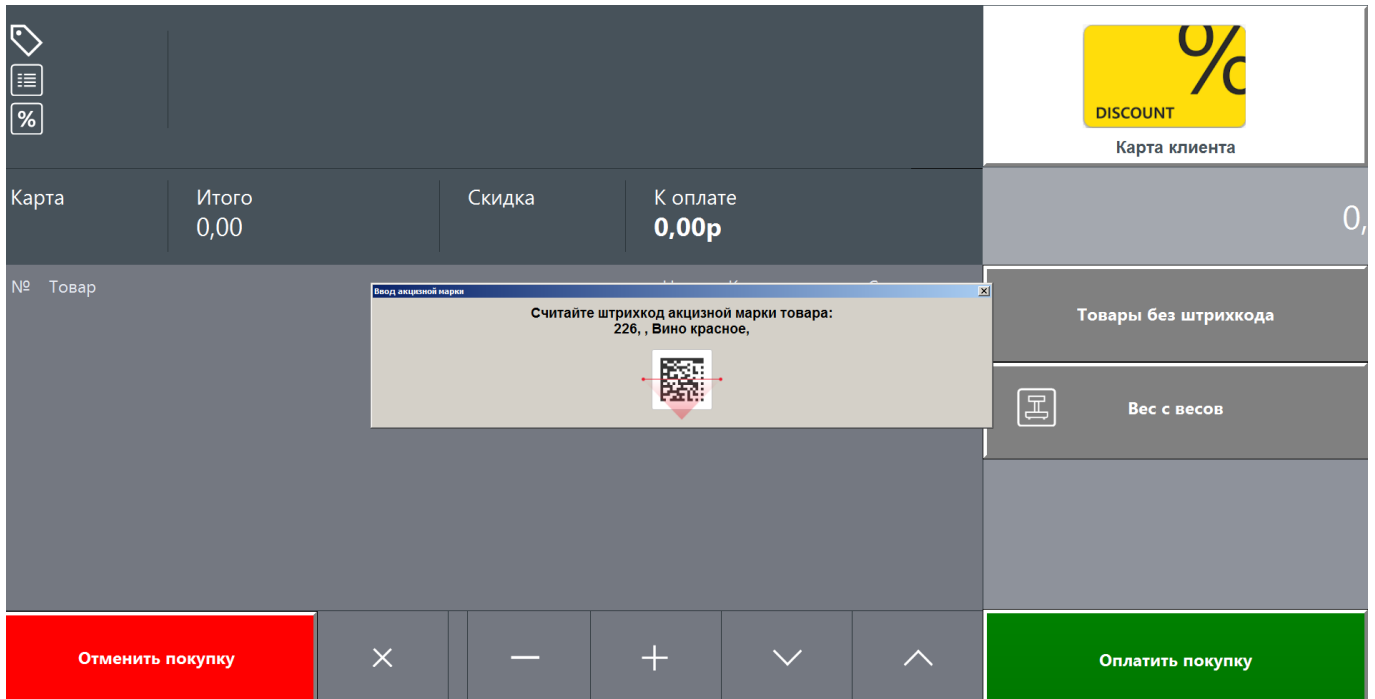 %
DISCOUNT
Карта клиента
%
Карта
Итого
Скидка
К оплате
0,00
0,00р
0,
№ Товар
Ввод акцизной марки
Считайте штрихкод акцизной марки товара:
226, , Вино красное,
Товары без штрихкода
Вес с весов
Отменить покупку
Оплатить покупку